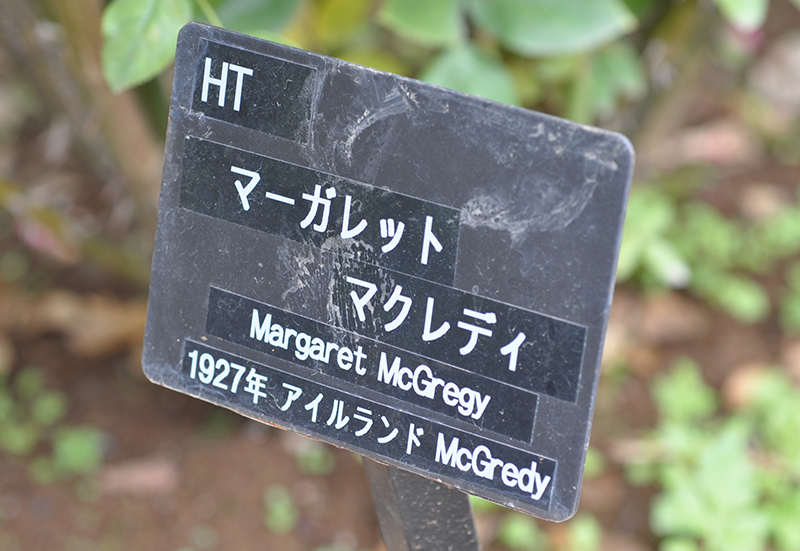 HT
マーガレット
マクレディ
Margaret McGregy
1927年 アイルランド McGredy